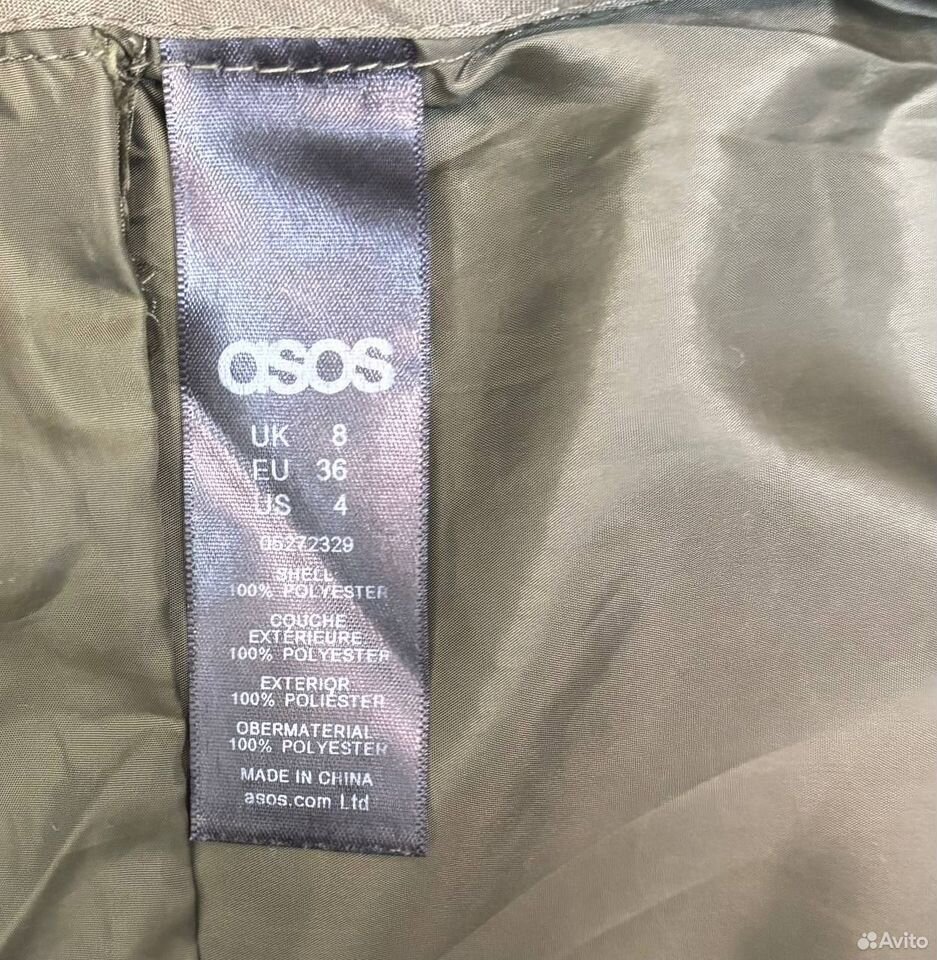 asos
UK 8
EU 36
US 4
05272329
SHELL
100% POLYESTER
COUCHE
EXTÉRIEURE
100% POLYESTER
EXTERIOR
100% POLIÉSTER
OBERMATERIAL
100% POLYESTER
MADE IN CHINA
asos.com Ltd
Avito